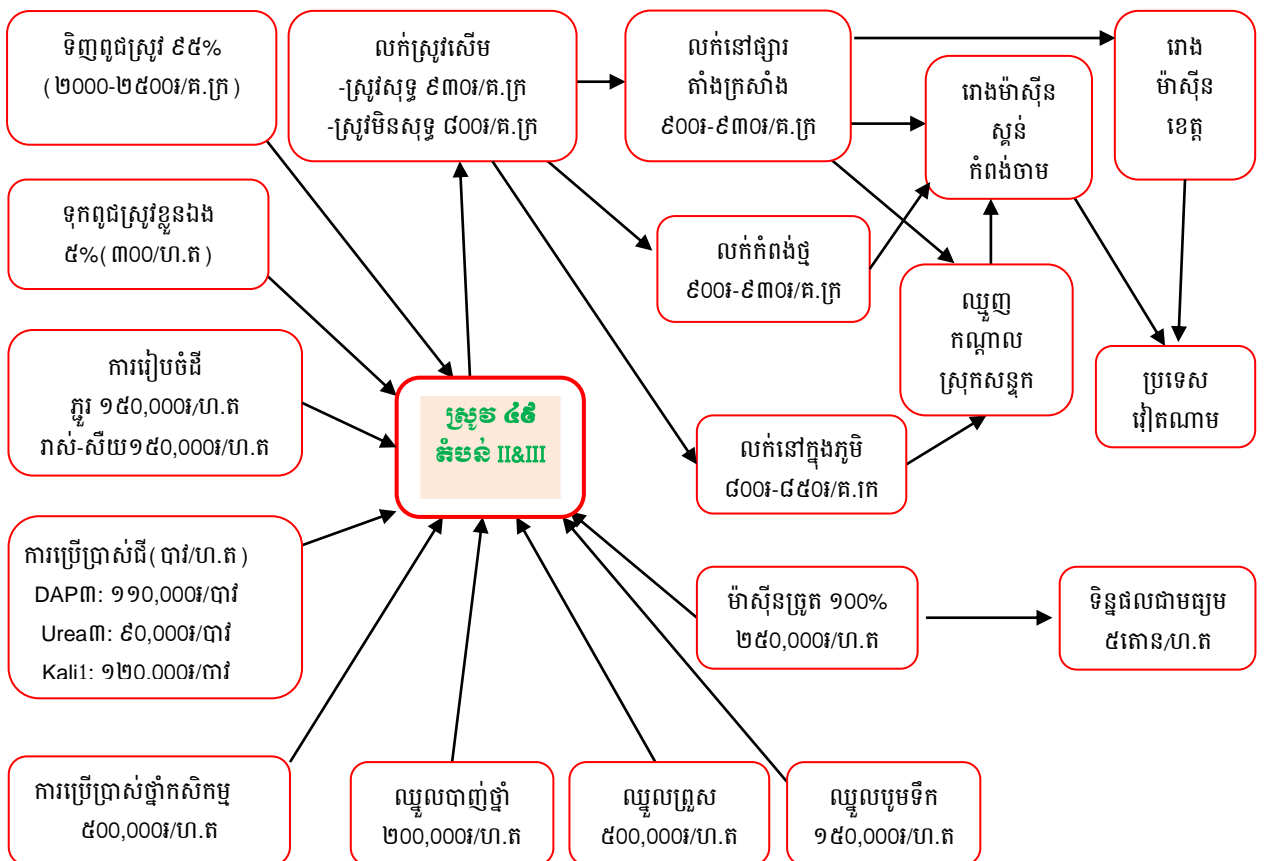 ទិញពូជស្រូវ ៩៥%
(២000-២៥00៛/គ.ក្រ)
លក់ស្រូវសើម
-ស្រូវសុទ្ធ ៩៣0៛/គ.ក្រ
-ស្រូវមិនសុទ្ធ ៨00៛/គ.ក្រ
លក់នៅផ្សារ
តាំងក្រសាំង
៩00៛-៩៣0៛/គ.ក្រ
រោងម៉ាស៊ីន
ស្គន់
កំពង់ចាម
រោង
ម៉ាស៊ីន
ខេត្ត
ទុកពូជស្រូវខ្លួនឯង
៥%(៣00/ហ.ត)
លក់កំពង់ថ្ម
៩00៛-៩៣0៛/គ.ក្រ
ឈ្មួញ
កណ្តាល
ស្រុកសន្ទុក
ប្រទេស
វៀតណាម
ការរៀបចំដី
ភ្ជួរ ១៥0,000៛/ហ.ត
រាស់-សឺយ១៥0,000៛/ហ.ត
ស្រូវ ៤៩
តំបន់ II&III
លក់នៅក្នុងភូមិ
៨00៛-៨៥0៛/គ.ក្រ
ការប្រើប្រាស់ជី(បាវ/ហ.ត)
DAP៣: ១១0,000៛/បាវ
Urea៣: ៩0,000៛/បាវ
Kali1: ១២0.000៛/បាវ
ម៉ាស៊ីនច្រូត ១00%
២៥0,000៛/ហ.ត
ទិន្នផលជាមធ្យម
៥តោន/ហ.ត
ការប្រើប្រាស់ថ្នាំកសិកម្ម
៥00,000៛/ហ.ត
ឈ្នួលបាញ់ថ្នាំ
២00,000៛/ហ.ត
ឈ្នួលព្រួស
៥00,000៛/ហ.ត
ឈ្នួលបូមទឹក
១៥0,000៛/ហ.ត